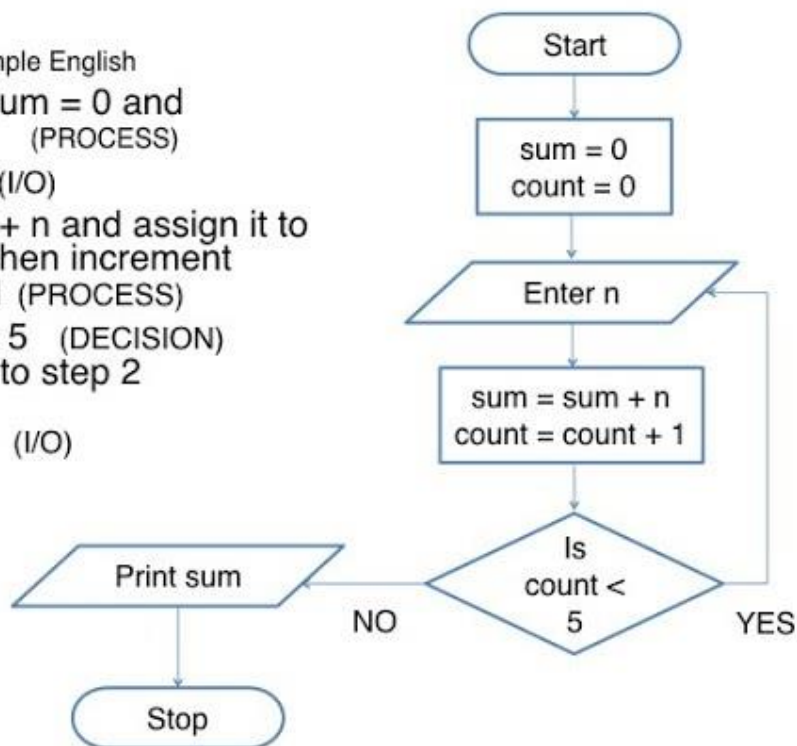 mple English
um = 0 and
(PROCESS)
(I/O)
+ n and assign it to
hen increment
(PROCESS)
5 (DECISION)
to step 2
(I/O)
Start
sum = 0
count = 0
Enter n
sum = sum + n
count = count + 1
Is
count <
5
YES
NO
Print sum
Stop